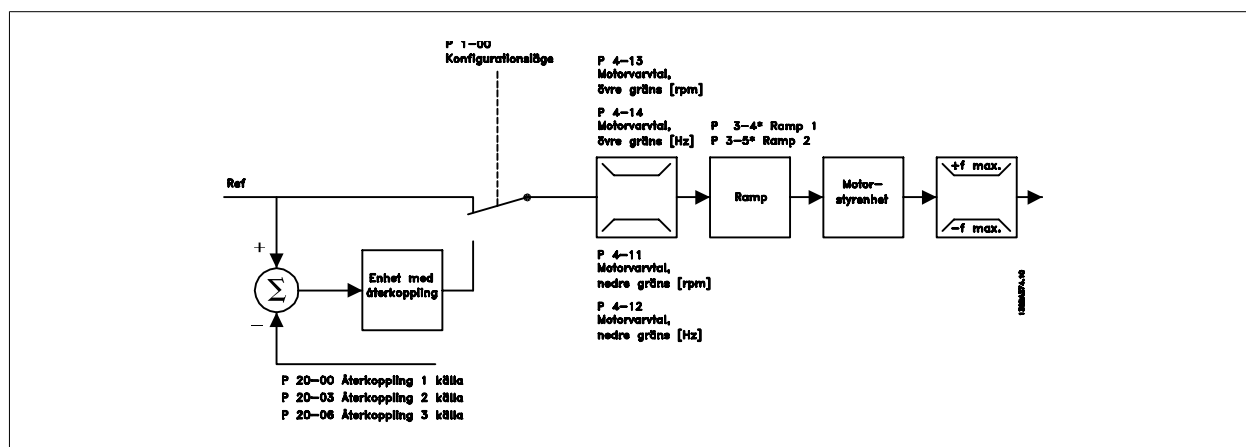 P 1-00
Konfigurationsläge
P 4-13
Motorvarvtal,
övre gräns [rpm]
P 4-14
Motorvarvtal,
övre gräns [Hz]
P 3-4* Ramp 1
P 3-5* Ramp 2
Ref
Ramp
Motor-
styrenhet
+f max.
-f max.
+
Σ
-
Enhet med
återkoppling
P 4-11
Motorvarvtal,
nedre gräns [rpm]
P 4-12
Motorvarvtal,
nedre gräns [Hz]
P 20-00 Återkoppling 1 källa
P 20-03 Återkoppling 2 källa
P 20-06 Återkoppling 3 källa